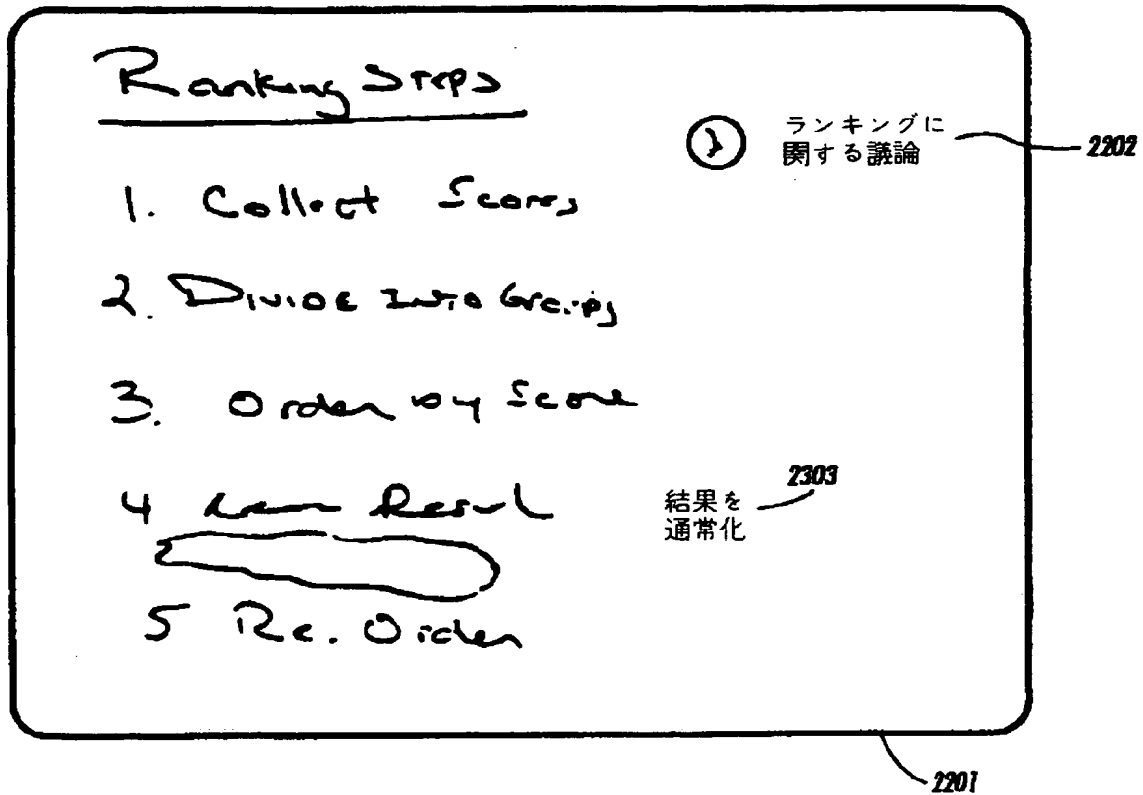 Ranking Steps
ランキングに
関する議論
2202
1. Collect Scores
2. Divide Into Groups
3. Order by Score
2303
4 Result
結果を
通常化
5 Re. Order
2201